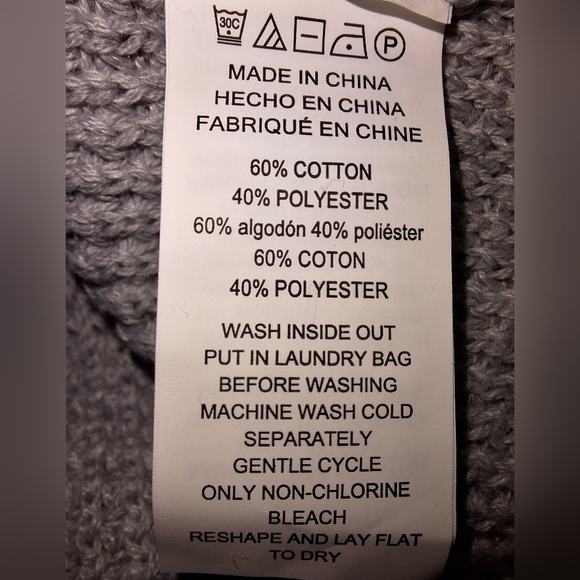 30C P
MADE IN CHINA
HECHO EN CHINA
FABRIQUÉ EN CHINE
60% COTTON
40% POLYESTER
60% algodón 40% poliéster
60% COTON
40% POLYESTER
WASH INSIDE OUT
PUT IN LAUNDRY BAG
BEFORE WASHING
MACHINE WASH COLD
SEPARATELY
GENTLE CYCLE
ONLY NON-CHLORINE
BLEACH
RESHAPE AND LAY FLAT
TO DRY